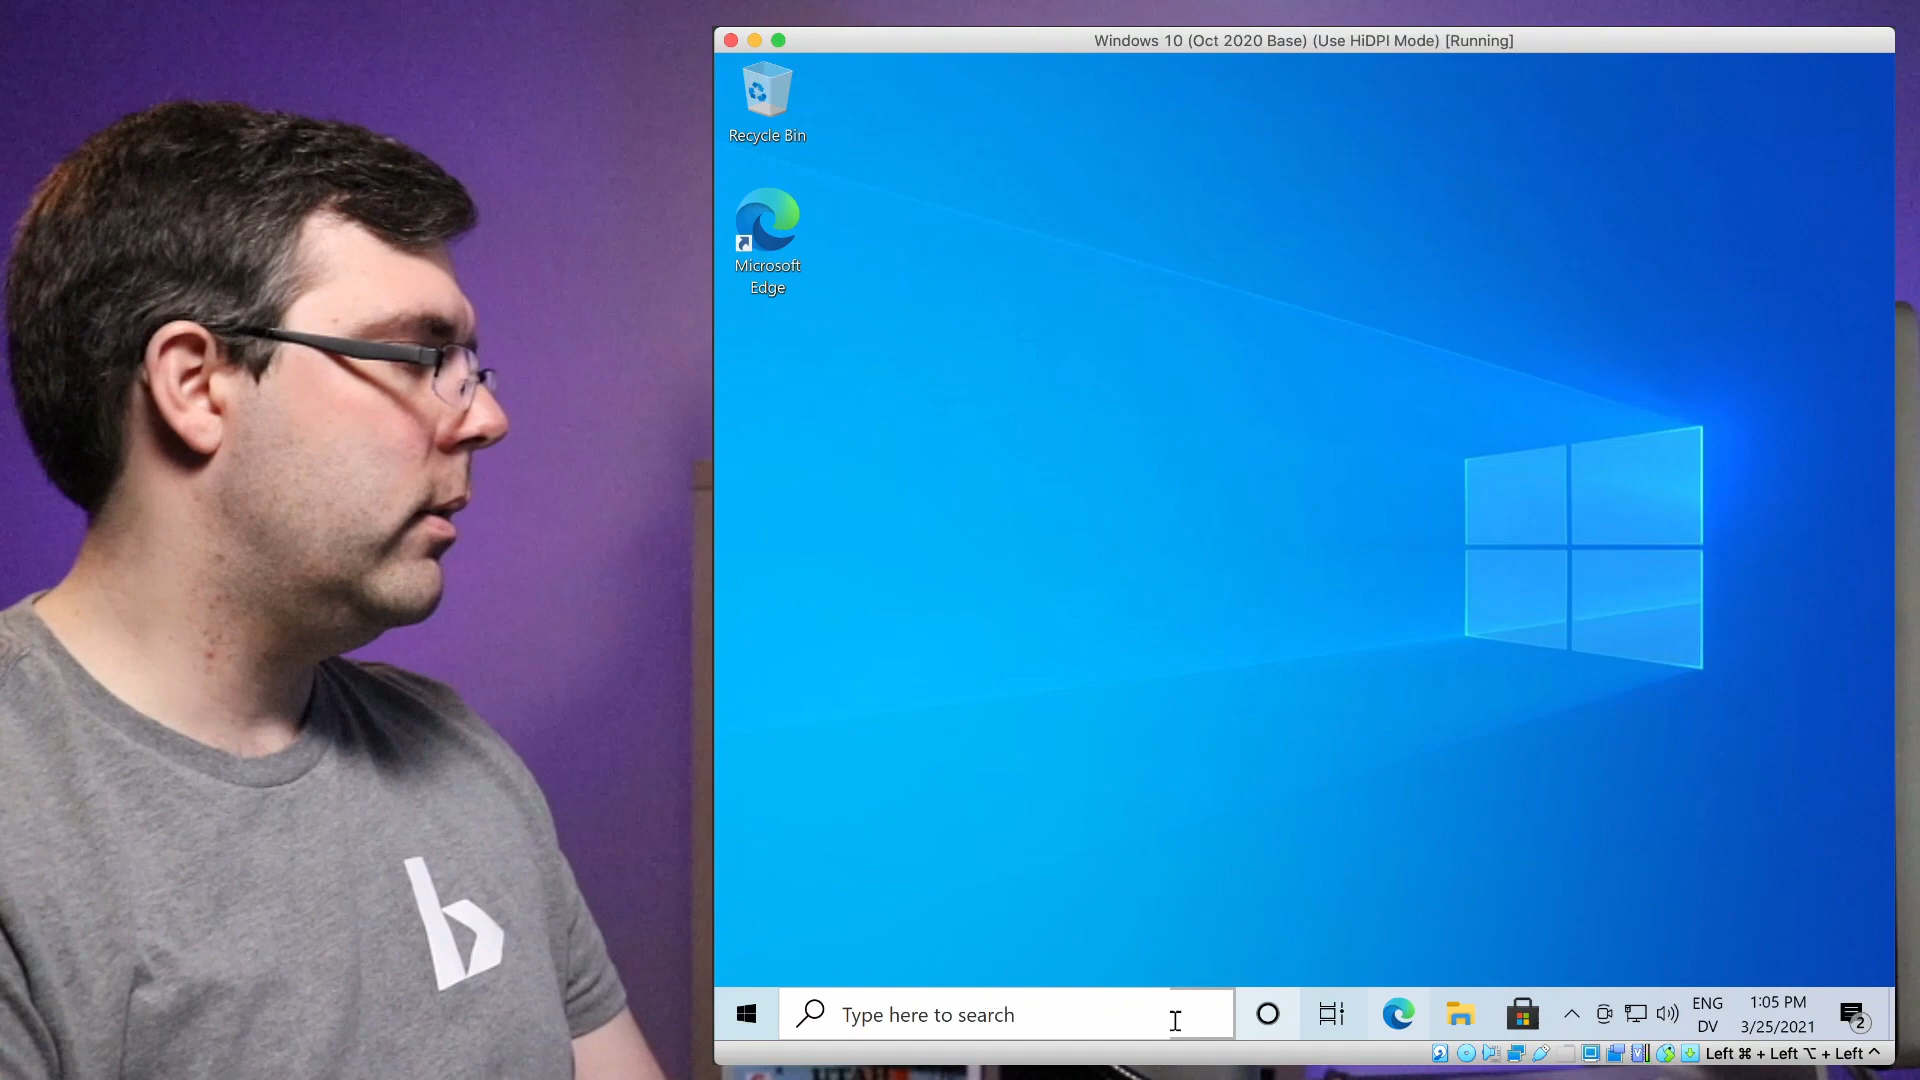 Windows 10 (Oct 2020 Base) (Use HiDPI Mode) [Running]
Recycle Bin
Microsoft
Edge
Type here to search
ENG
DV
1:05 PM
3/25/2021
2
Left ⌘ + Left ⌥ + Left ^
b
UTAH